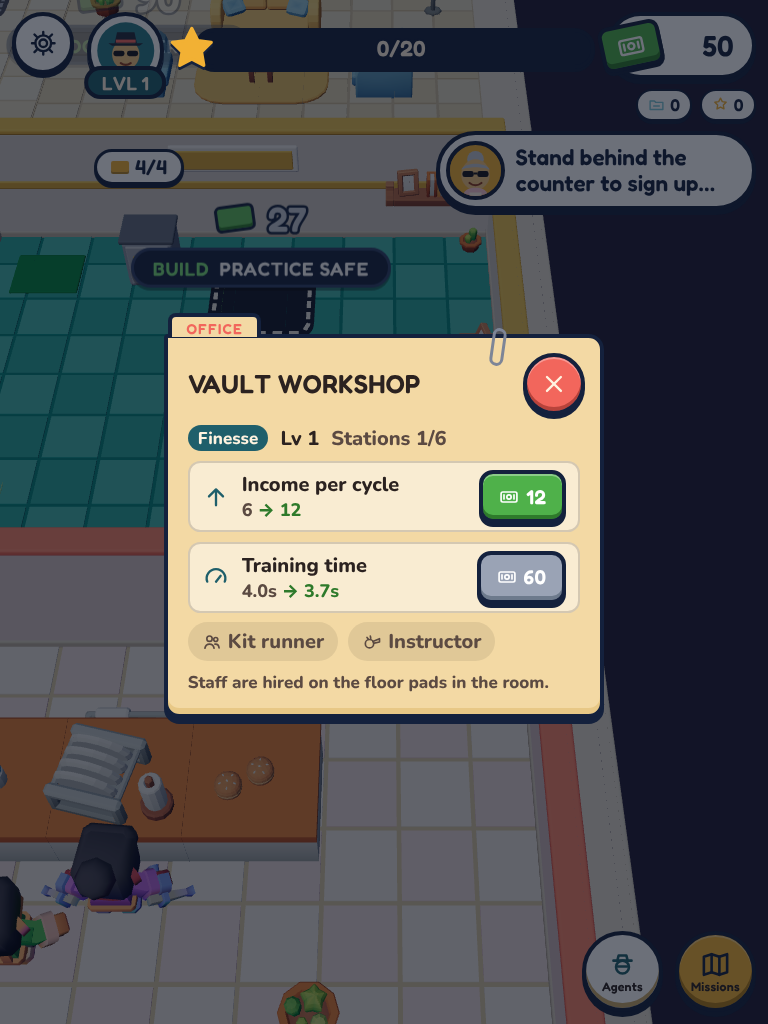 LVL 1
0/20
50
0
0
4/4
Stand behind the
counter to sign up...
27
BUILD PRACTICE SAFE
OFFICE
VAULT WORKSHOP
Finesse Lv 1 Stations 1/6
Income per cycle
6 → 12
12
Training time
4.0s → 3.7s
60
Kit runner
Instructor
Staff are hired on the floor pads in the room.
Agents
Missions